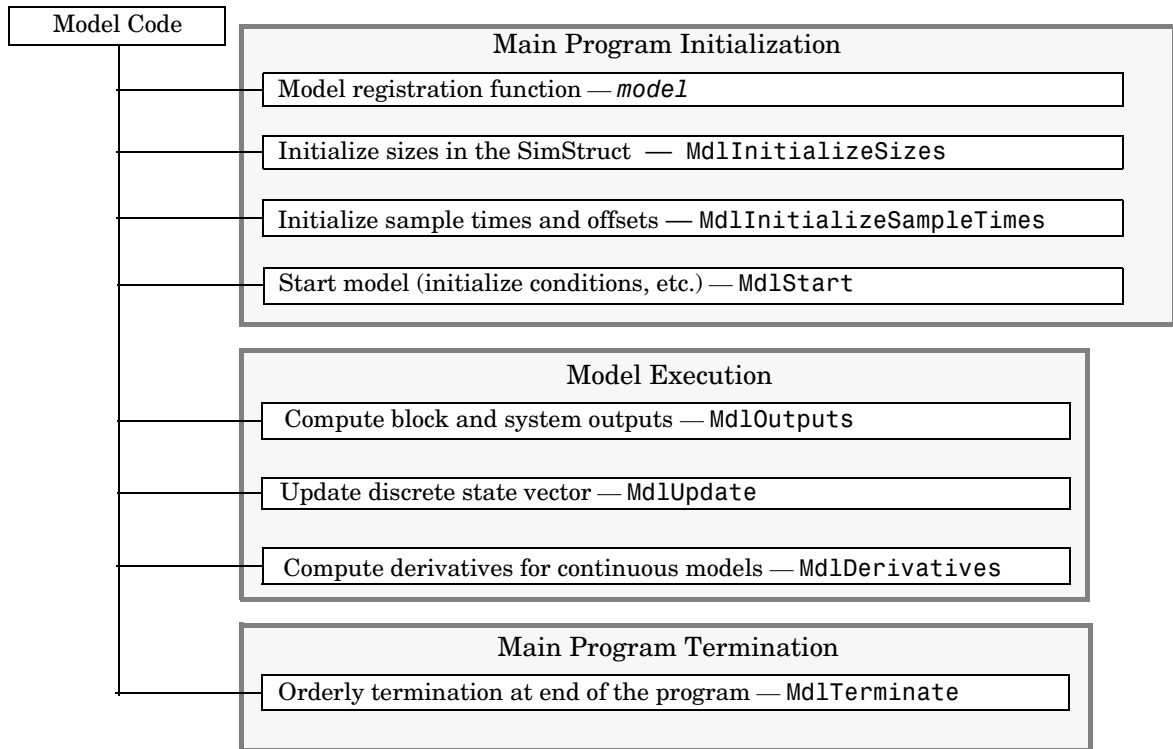 Model Code
Main Program Initialization
Model registration function — model
Initialize sizes in the SimStruct — MdlInitializeSizes
Initialize sample times and offsets — MdlInitializeSampleTimes
Start model (initialize conditions, etc.) — MdlStart
Model Execution
Compute block and system outputs — MdlOutputs
Update discrete state vector — MdlUpdate
Compute derivatives for continuous models — MdlDerivatives
Main Program Termination
Orderly termination at end of the program — MdlTerminate